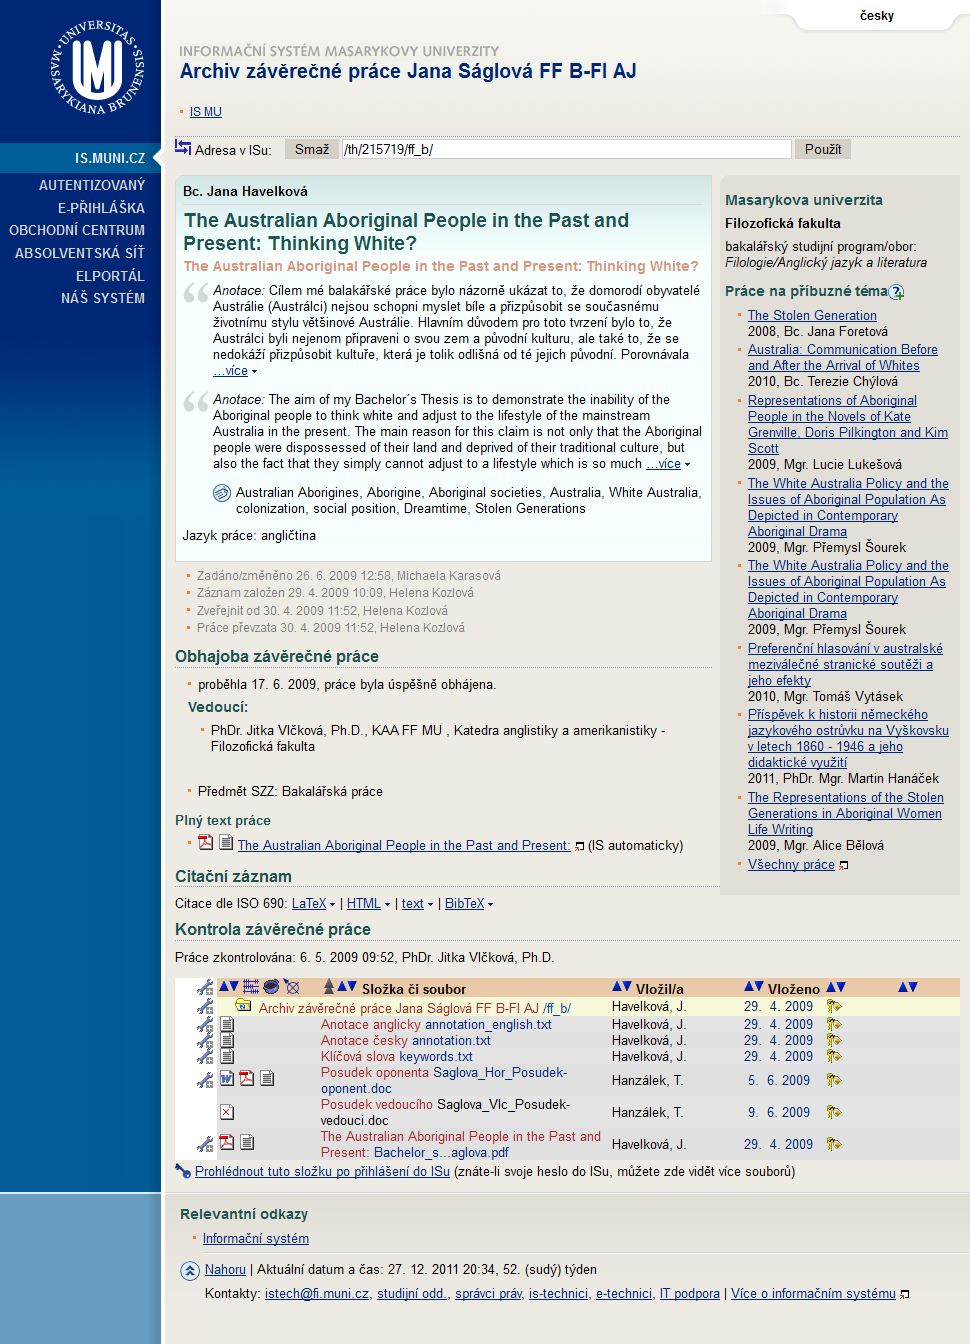 česky
UNIVERSITAS MASARYKIANA BRUNENSIS
INFORMAČNÍ SYSTÉM MASARYKOVY UNIVERZITY
Archiv závěrečné práce Jana Ságlová FF B-FI AJ
IS MU
Adresa v ISu: Smaž /th/215719/ff_b/ Použít
IS.MUNI.CZ
AUTENTIZOVANÝ
E-PŘIHLÁŠKA
OBCHODNÍ CENTRUM
ABSOLVENTSKÁ SÍŤ
ELPORTÁL
NÁŠ SYSTÉM
Bc. Jana Havelková
The Australian Aboriginal People in the Past and
Present: Thinking White?
The Australian Aboriginal People in the Past and Present: Thinking White?
Anotace: Cílem mé balakářské práce bylo názorně ukázat to, že domorodí obyvatelé
Austrálie (Austrálci) nejsou schopni myslet bíle a přizpůsobit se současnému
životnímu stylu většinové Austrálie. Hlavním důvodem pro toto tvrzení bylo to, že
Austrálci byli nejenom připraveni o svou zem a původní kulturu, ale také to, že se
nedokáží přizpůsobit kultuře, která je tolik odlišná od té jejich původní. Porovnávala
...více
Anotace: The aim of my Bachelor´s Thesis is to demonstrate the inability of the
Aboriginal people to think white and adjust to the lifestyle of the mainstream
Australia in the present. The main reason for this claim is not only that the Aboriginal
people were dispossessed of their land and deprived of their traditional culture, but
also the fact that they simply cannot adjust to a lifestyle which is so much ...více
Australian Aborigines, Aborigine, Aboriginal societies, Australia, White Australia,
colonization, social position, Dreamtime, Stolen Generations
Jazyk práce: angličtina
Zadáno/změněno 26. 6. 2009 12:58, Michaela Karasová
Záznam založen 29. 4. 2009 10:09, Helena Kozlová
Zveřejnit od 30. 4. 2009 11:52, Helena Kozlová
Práce převzata 30. 4. 2009 11:52, Helena Kozlová
Obhajoba závěrečné práce
proběhla 17. 6. 2009, práce byla úspěšně obhájena.
Vedoucí:
PhDr. Jitka Vlčková, Ph.D., KAA FF MU , Katedra anglistiky a amerikanistiky -
Filozofická fakulta
Předmět SZZ: Bakalářská práce
Plný text práce
The Australian Aboriginal People in the Past and Present: (IS automaticky)
Masarykova univerzita
Filozofická fakulta
bakalářský studijní program/obor:
Filologie/Anglický jazyk a literatura
Práce na příbuzné téma
The Stolen Generation
2008, Bc. Jana Foretová
Australia: Communication Before
and After the Arrival of Whites
2010, Bc. Terezie Chýlová
Representations of Aboriginal
People in the Novels of Kate
Grenville, Doris Pilkington and Kim
Scott
2009, Mgr. Lucie Lukešová
The White Australia Policy and the
Issues of Aboriginal Population As
Depicted in Contemporary
Aboriginal Drama
2009, Mgr. Přemysl Šourek
The White Australia Policy and the
Issues of Aboriginal Population As
Depicted in Contemporary
Aboriginal Drama
2009, Mgr. Přemysl Šourek
Preferenční hlasování v australské
meziválečné stranické soutěži a
jeho efekty
2010, Mgr. Tomáš Vytásek
Příspěvek k historii německého
jazykového ostrůvku na Vyškovsku
v letech 1860 - 1946 a jeho
didaktické využití
2011, PhDr. Mgr. Martin Hanáček
The Representations of the Stolen
Generations in Aboriginal Women
Life Writing
2009, Mgr. Alice Bělová
Všechny práce
Citační záznam
Citace dle ISO 690: LaTeX | HTML | text | BibTeX
Kontrola závěrečné práce
Práce zkontrolována: 6. 5. 2009 09:52, PhDr. Jitka Vlčková, Ph.D.
Složka či soubor Vložil/a Vloženo
Archiv závěrečné práce Jana Ságlová FF B-FI AJ /ff_b/ Havelková, J. 29. 4. 2009
Anotace anglicky annotation_english.txt Havelková, J. 29. 4. 2009
Anotace česky annotation.txt Havelková, J. 29. 4. 2009
Klíčová slova keywords.txt Havelková, J. 29. 4. 2009
Posudek oponenta Saglova_Hor_Posudek-
oponent.doc Hanzálek, T. 5. 6. 2009
Posudek vedoucího Saglova_Vlc_Posudek-
vedouci.doc Hanzálek, T. 9. 6. 2009
The Australian Aboriginal People in the Past and
Present: Bachelor_s...aglova.pdf Havelková, J. 29. 4. 2009
Prohlédnout tuto složku po přihlášení do ISu (znáte-li svoje heslo do ISu, můžete zde vidět více souborů)
Relevantní odkazy
Informační systém
Nahoru | Aktuální datum a čas: 27. 12. 2011 20:34, 52. (sudý) týden
Kontakty: istech@fi.muni.cz, studijní odd., správci práv, is-technici, e-technici, IT podpora | Více o informačním systému